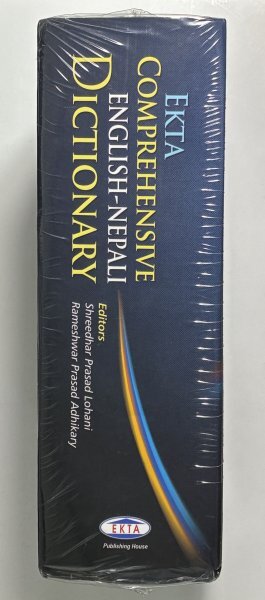 EKTA
COMPREHENSIVE
ENGLISH-NEPALI
DICTIONARY
Editors
Shreedhar Prasad Lohani
Rameshwar Prasad Adhikary
EKTA
Publishing House